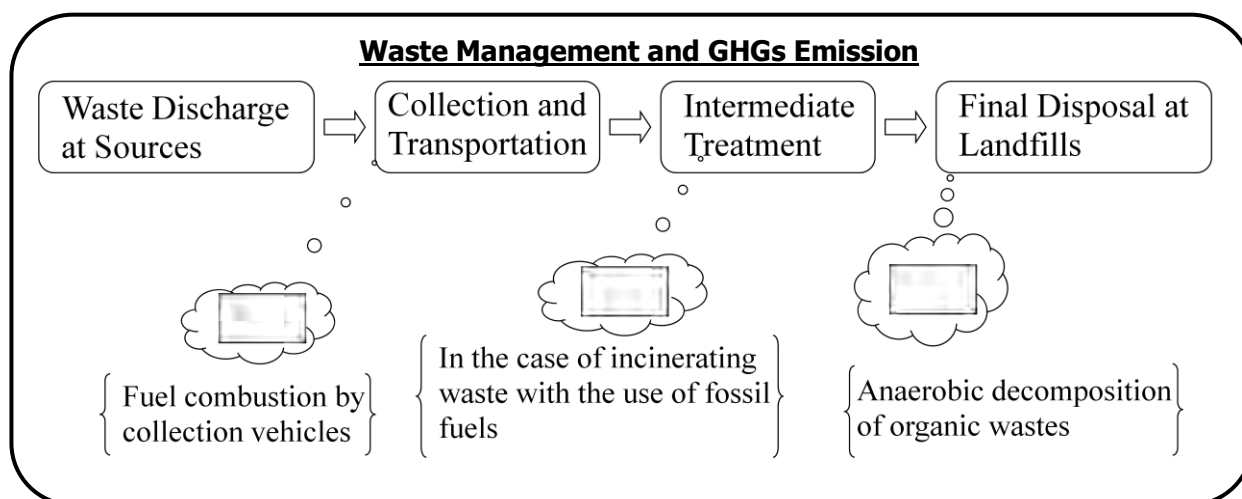 Waste Management and GHGs Emission
Waste Discharge
at Sources
Collection and
Transportation
Intermediate
Treatment
Final Disposal at
Landfills
Fuel combustion by
collection vehicles
In the case of incinerating
waste with the use of fossil
fuels
Anaerobic decomposition
of organic wastes